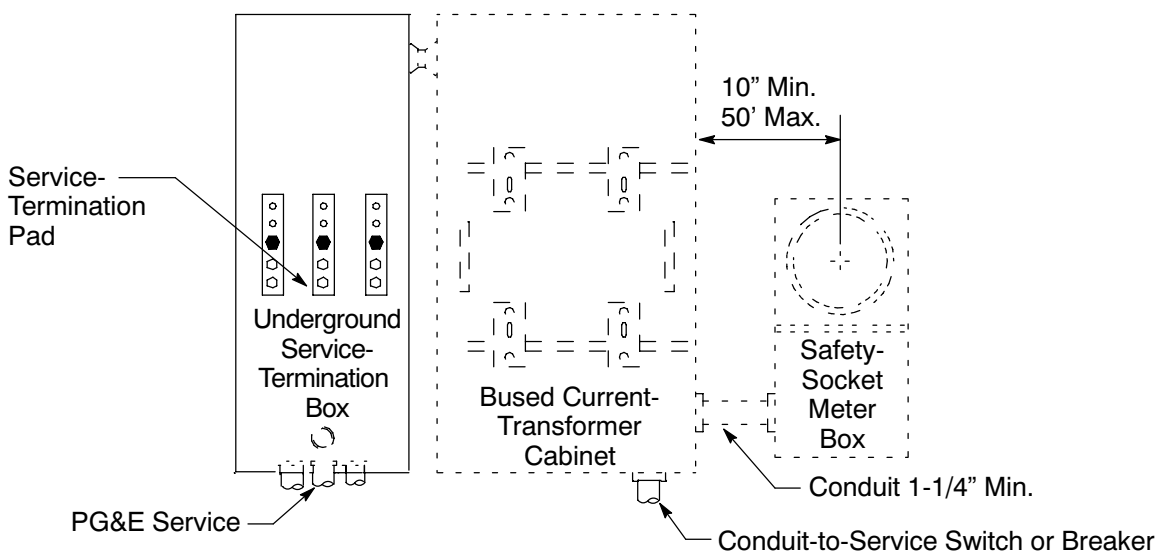 10” Min.
50’ Max.
Service-
Termination
Pad
Underground
Service-
Termination
Box
Bused Current-
Transformer
Cabinet
Safety-
Socket
Meter
Box
Conduit 1-1/4” Min.
PG&E Service
Conduit-to-Service Switch or Breaker